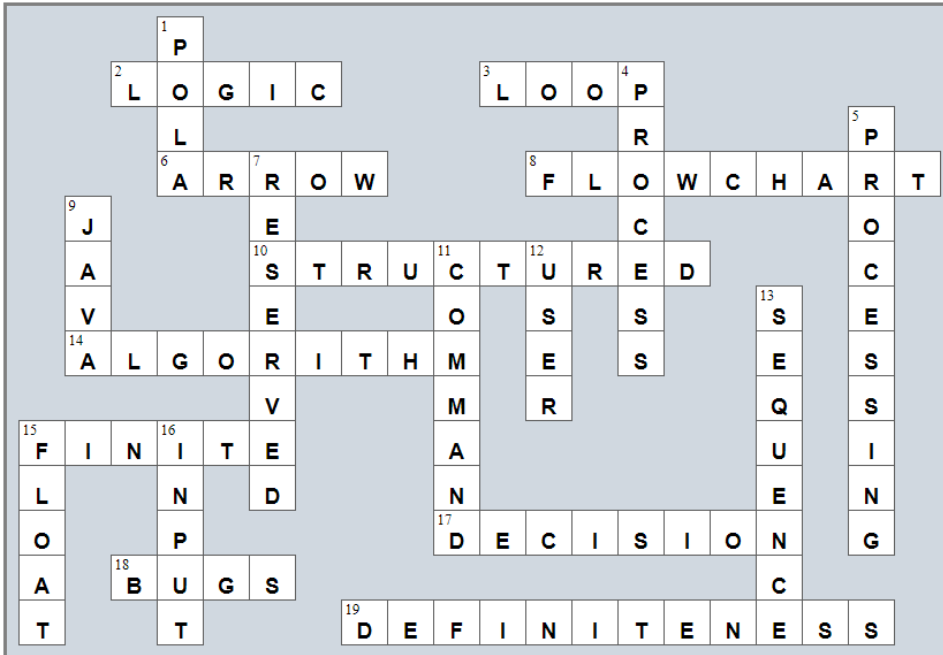 1 P
2 L O G I C 3 L O O 4 P
L R 5 P
6 A R 7 R O W 8 F L O W C H A R T
9 J E C O
A 10 S T R U 11 C T 12 U R E D C
V E O S S 13 S E
14 A L G O R I T H M E S E S
V M R Q S
15 F I N 16 I T E A U I
L N D N E N
O P 17 D E C I S I O N G
A 18 B U G S C
T T 19 D E F I N I T E N E S S